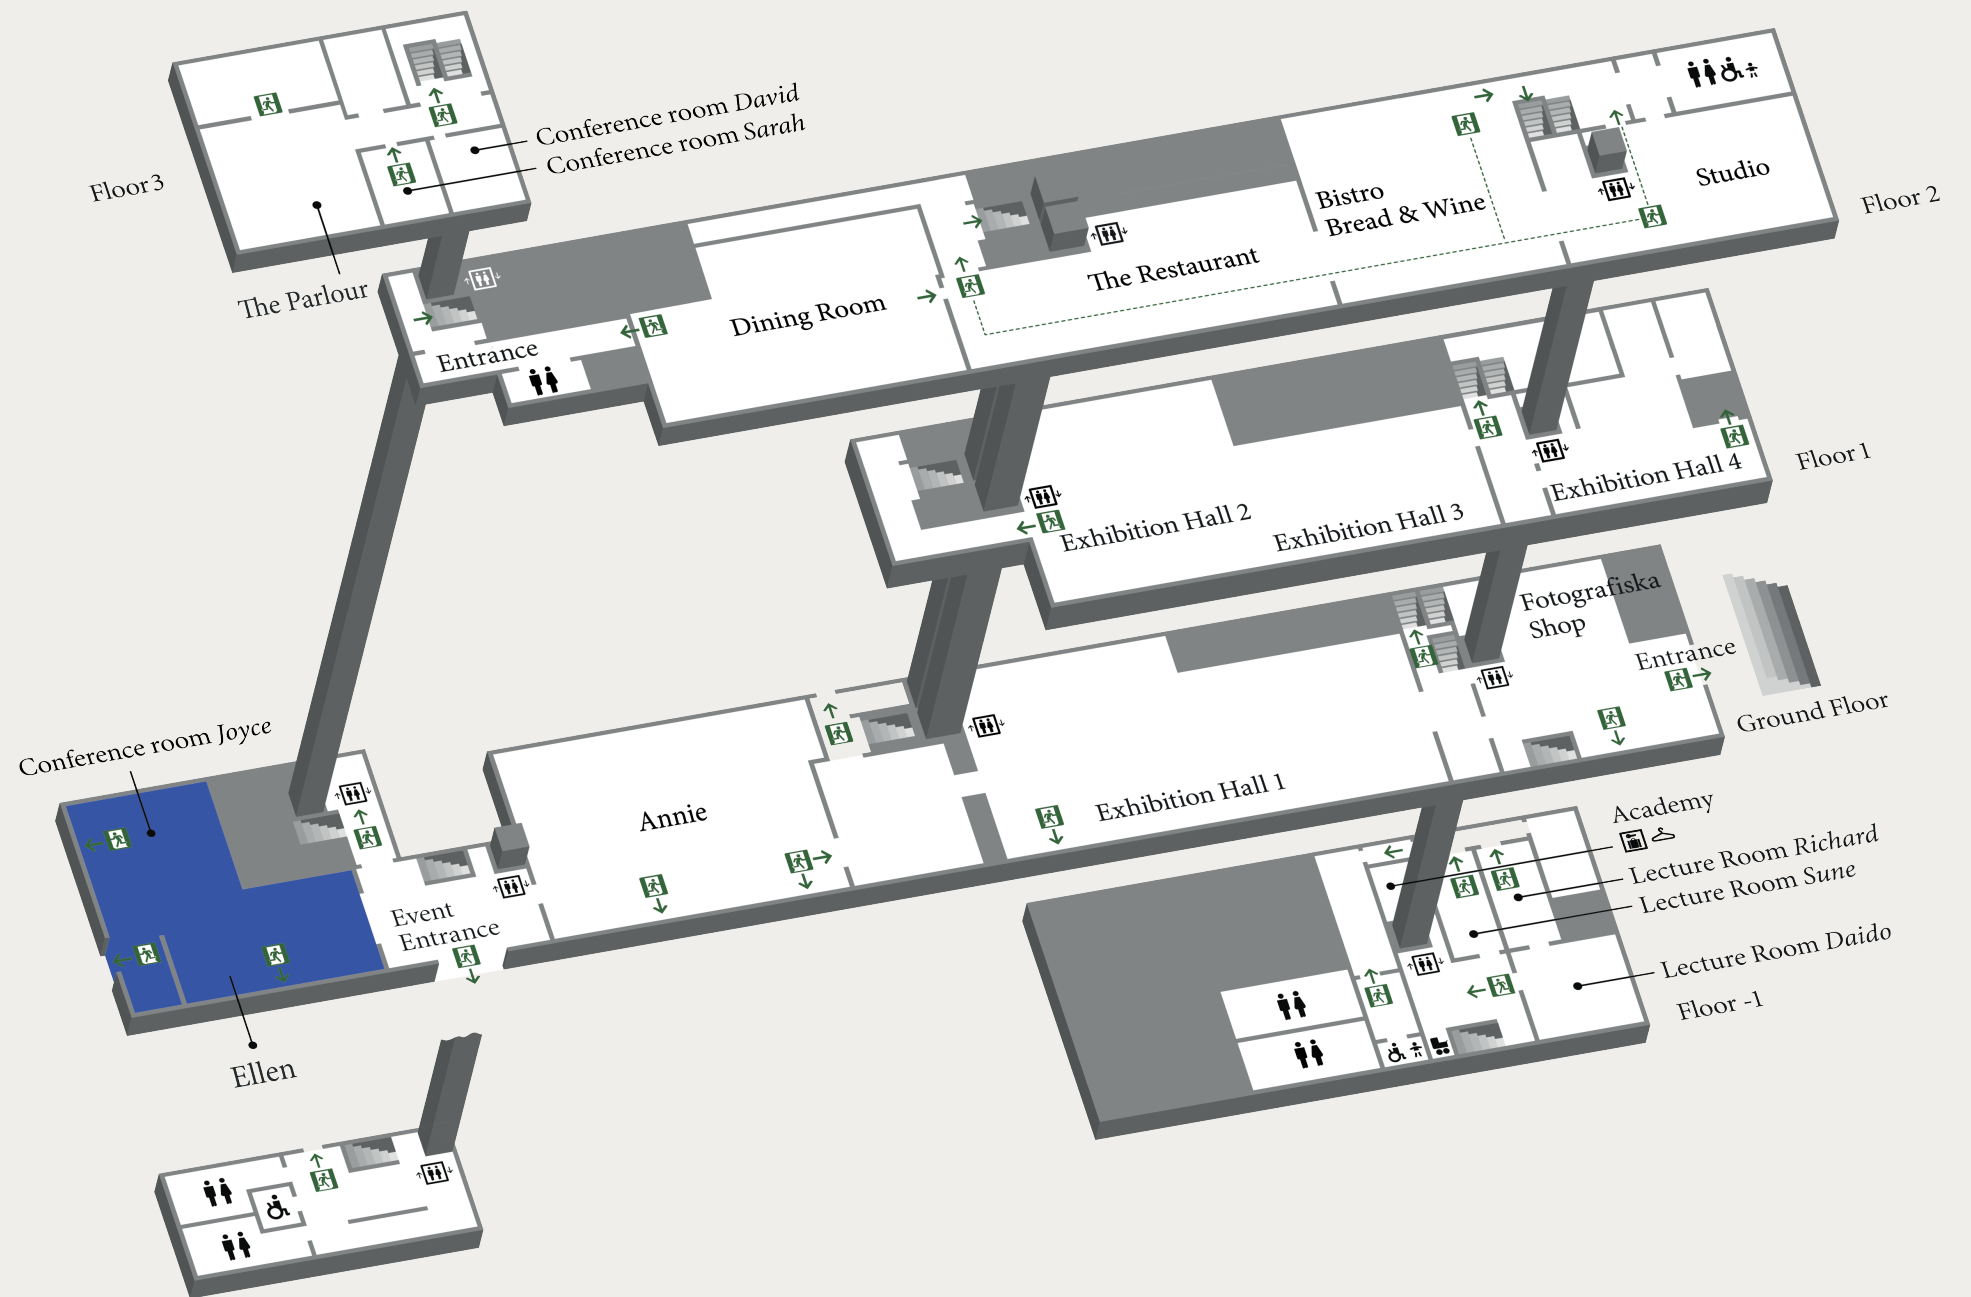 Conference room David
Conference room Sarah
Floor 3
The Parlour
Bistro
Bread & Wine
Studio
Floor 2
The Restaurant
Dining Room
Entrance
Floor 1
Exhibition Hall 4
Exhibition Hall 3
Exhibition Hall 2
Fotografiska
Shop
Entrance
Ground Floor
Conference room Joyce
Annie
Exhibition Hall 1
Event
Entrance
Ellen
Academy
Lecture Room Richard
Lecture Room Sune
Lecture Room Daido
Floor -1